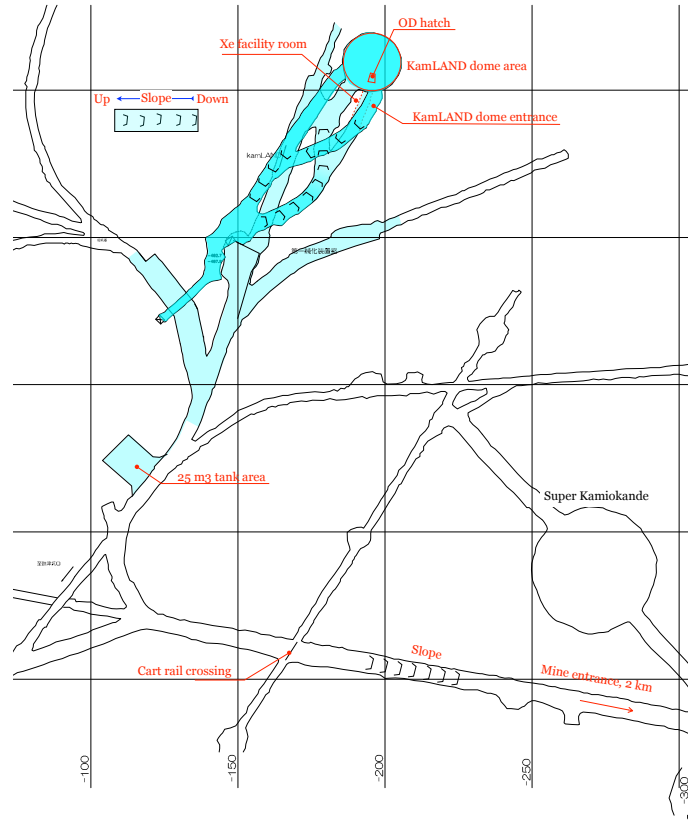 OD hatch
Xe facility room
KamLAND dome area
Up
Slope
Down
KamLAND dome entrance
kamLAN
25 m3 tank area
Super Kamiokande
Slope
Cart rail crossing
Mine entrance, 2 km
-100
-150
-200
-250
-300